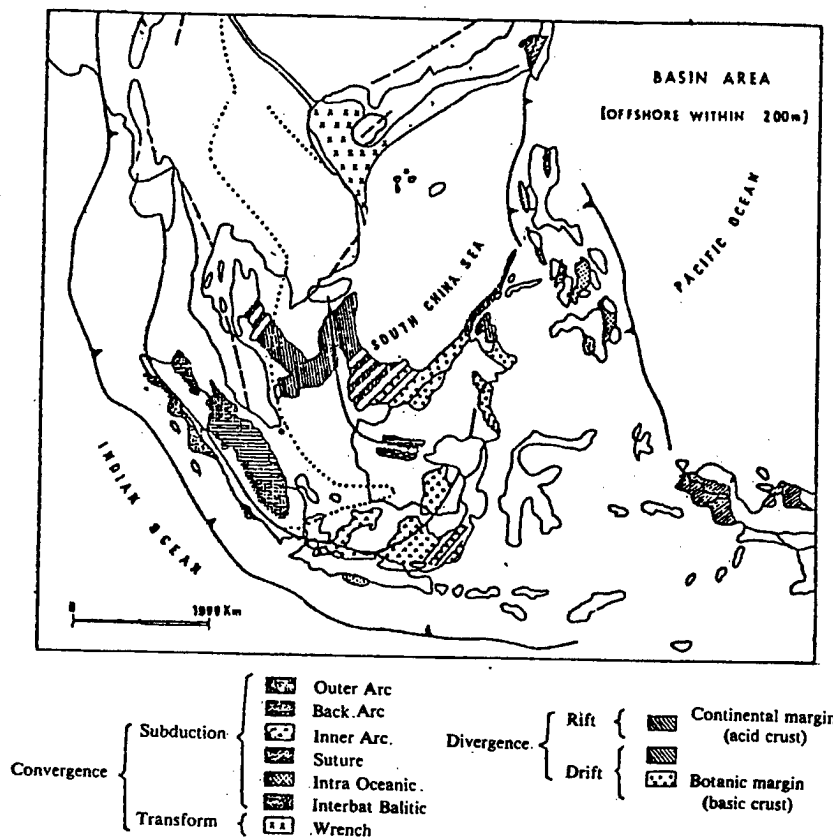 BASIN AREA
[OFFSHORE WITHIN 200m]
PACIFIC OCEAN
SOUTH CHINA SEA
INDIAN OCEAN
0 1000 Km
Convergence
Subduction
Outer Arc
Back.Arc
Inner Arc.
Suture
Intra Oceanic.
Interbat Balitic
Transform
Wrench
Divergence.
Rift
Continental margin
(acid crust)
Drift
Botanic margin
(basic crust)